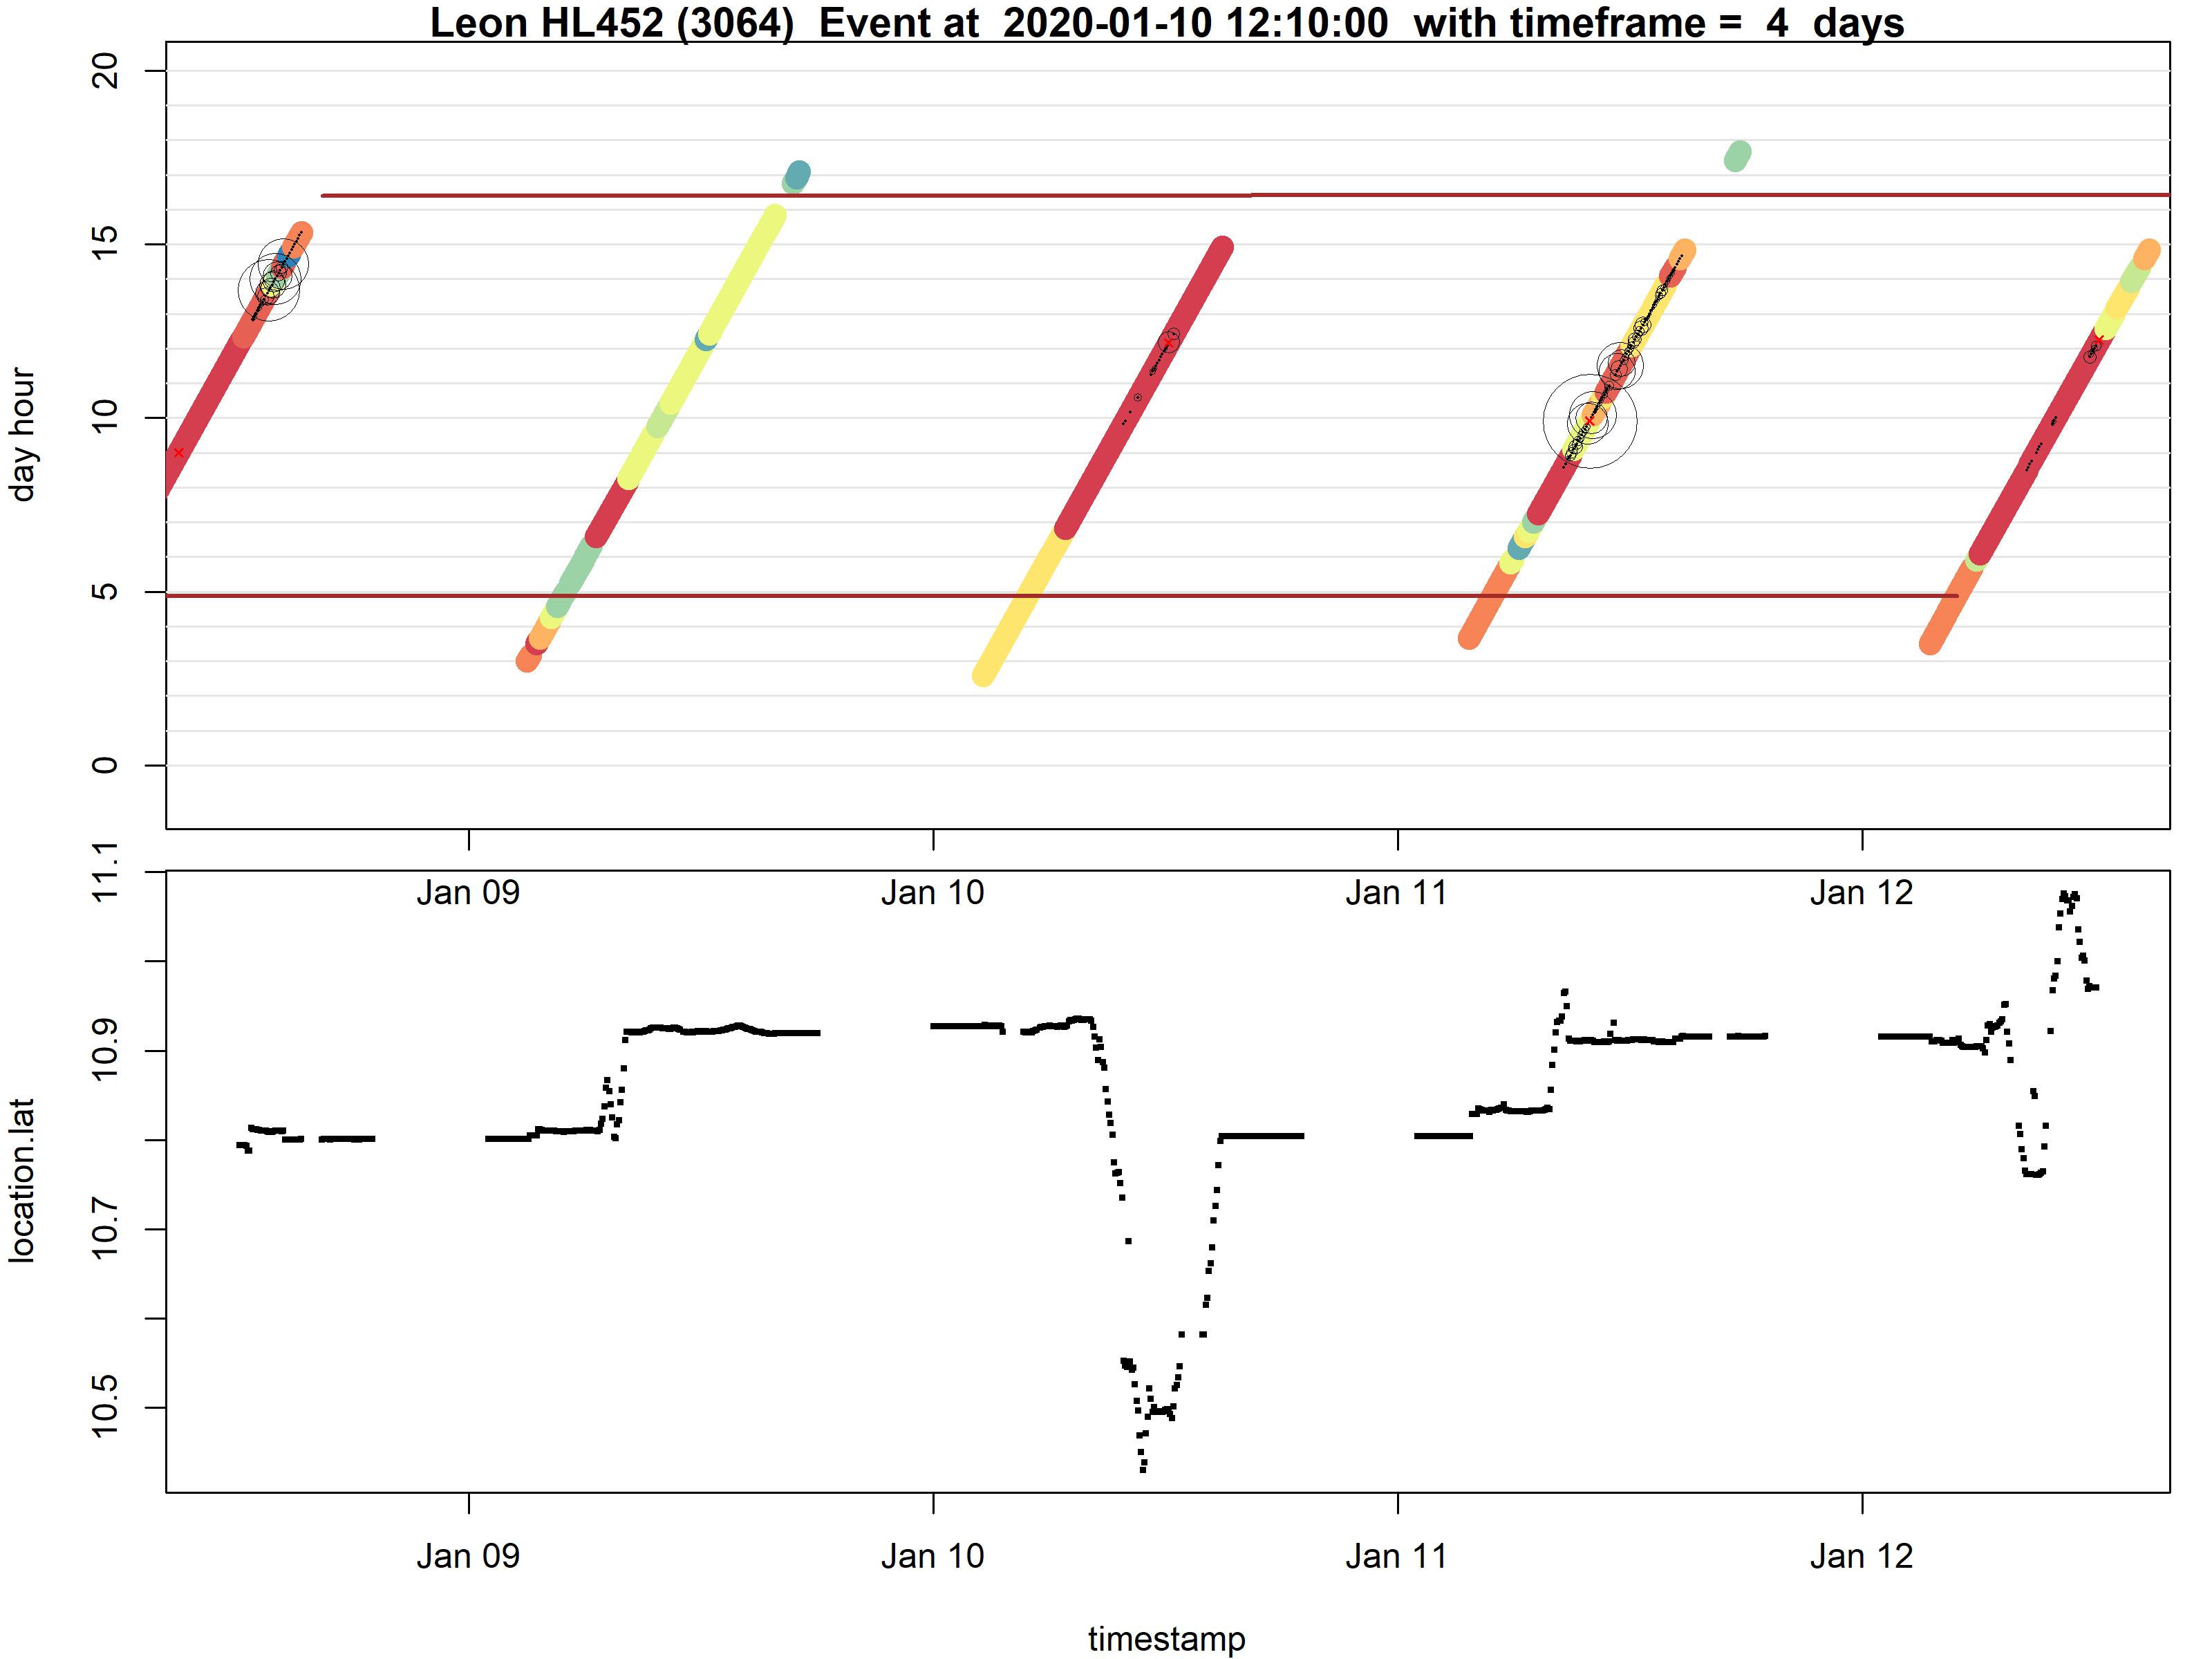 Leon HL452 (3064)  Event at  2020-01-10 12:10:00  with timeframe =  4  days
20
15
10
5
0
day hour
Jan 09 Jan 10 Jan 11 Jan 12
11.1
10.9
10.7
10.5
location.lat
Jan 09 Jan 10 Jan 11 Jan 12
timestamp